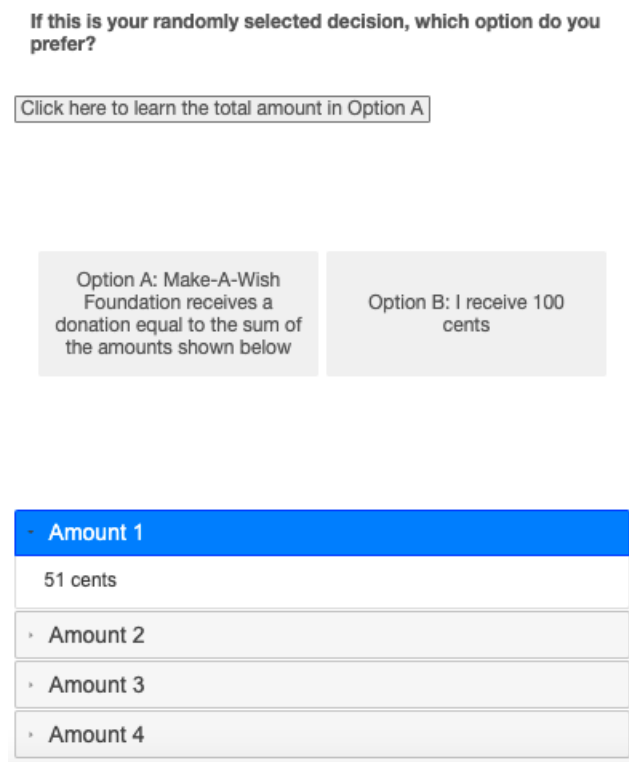 If this is your randomly selected decision, which option do you
prefer?
Click here to learn the total amount in Option A
Option A: Make-A-Wish
Foundation receives a
donation equal to the sum of
the amounts shown below
Option B: I receive 100
cents
Amount 1
51 cents
Amount 2
Amount 3
Amount 4